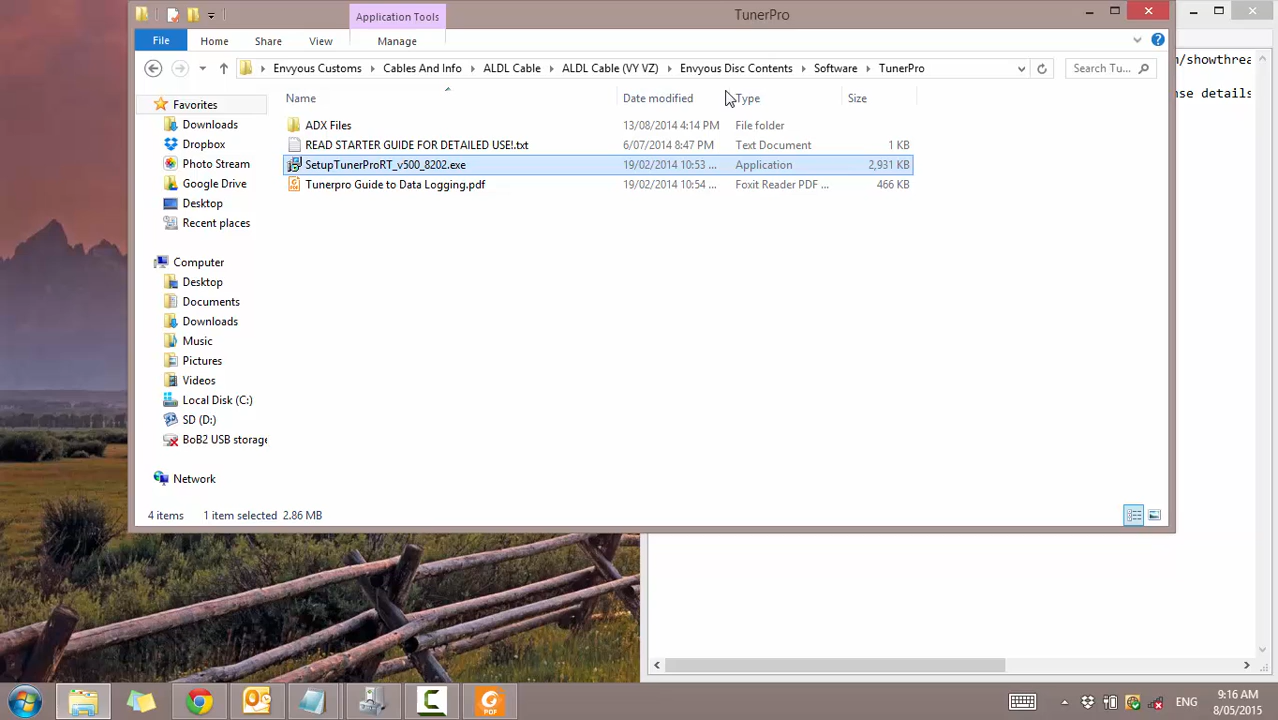 Application Tools
TunerPro
File Home Share View Manage
Envyous Customs Cables And Info ALDL Cable ALDL Cable (VY VZ) Envyous Disc Contents Software TunerPro
Search Tu...
/showthrea
se details
Name Date modified Type Size
ADX Files 13/08/2014 4:14 PM File folder
READ STARTER GUIDE FOR DETAILED USE!.txt 6/07/2014 8:47 PM Text Document 1 KB
SetupTunerProRT_v500_8202.exe 19/02/2014 10:53 ... Application 2,931 KB
Tunerpro Guide to Data Logging.pdf 19/02/2014 10:54 ... Foxit Reader PDF ... 466 KB
Favorites
Downloads
Dropbox
Photo Stream
Google Drive
Desktop
Recent places
Computer
Desktop
Documents
Downloads
Music
Pictures
Videos
Local Disk (C:)
SD (D:)
BoB2 USB storage
Network
4 items 1 item selected 2.86 MB
PDF
ENG
9:16 AM
8/05/2015